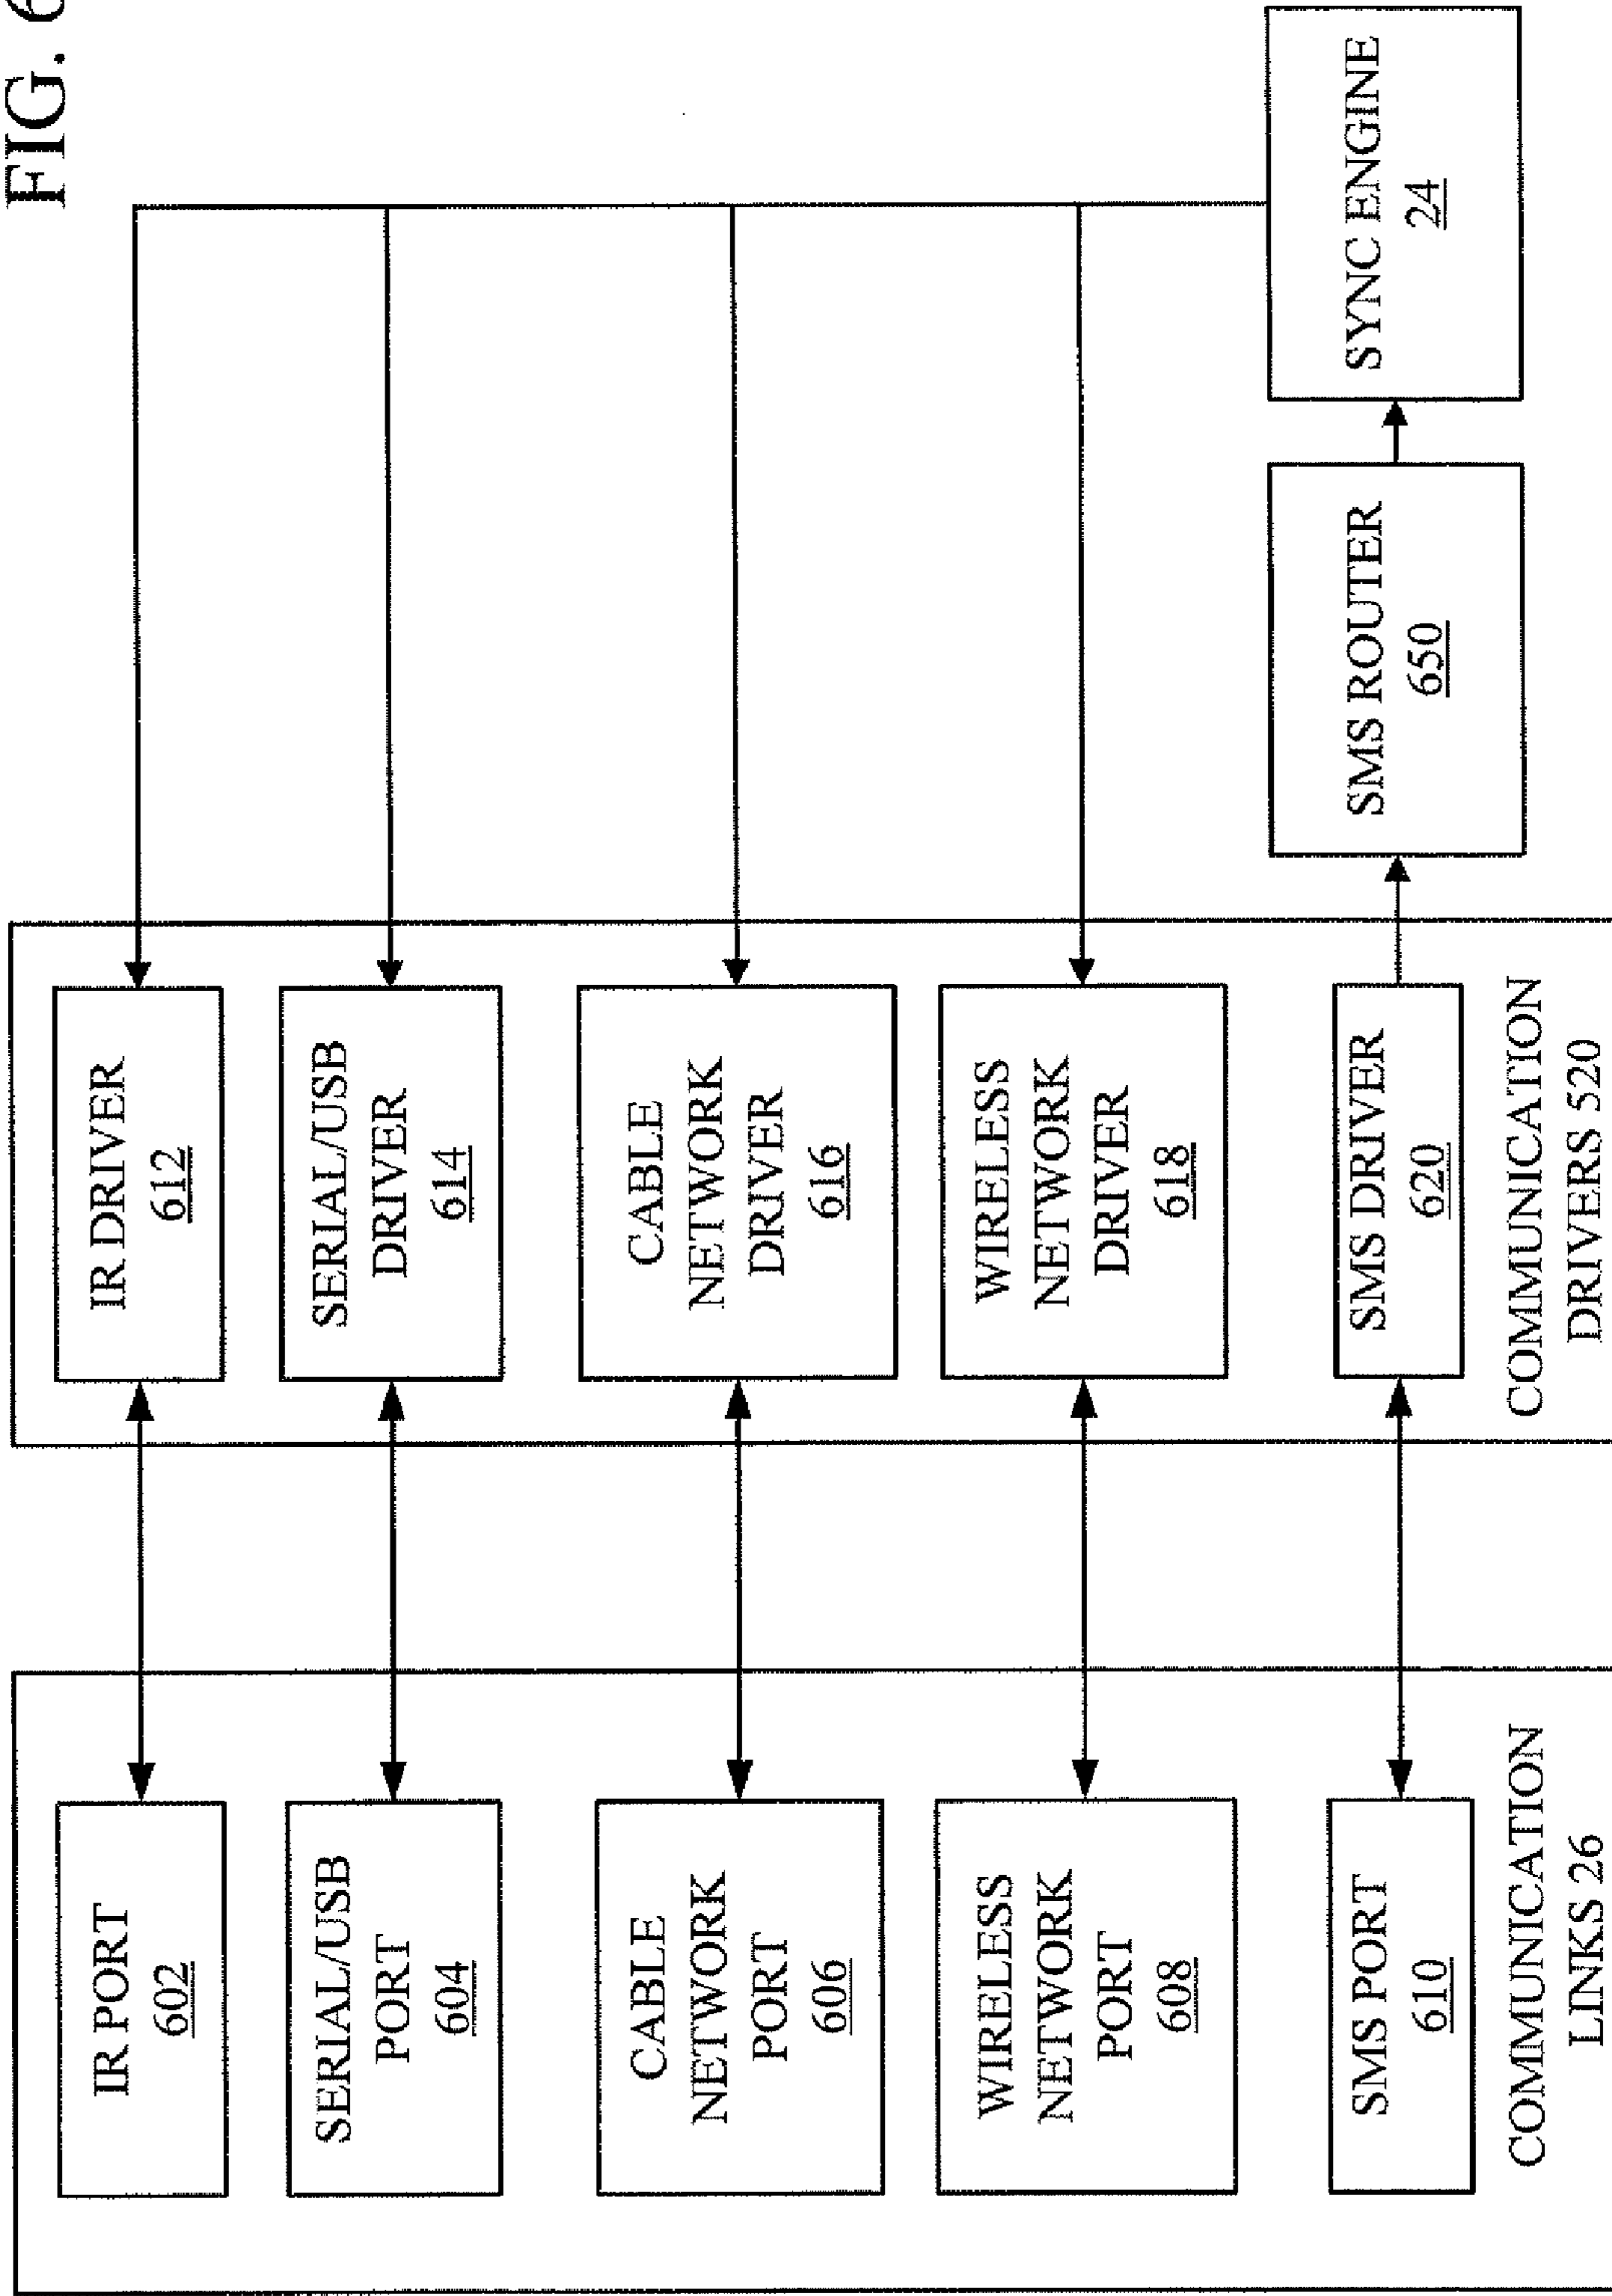 FIG. 6
IR PORT
602
SERIAL/USB
PORT
604
CABLE
NETWORK
PORT
606
WIRELESS
NETWORK
PORT
608
SMS PORT
610
COMMUNICATION
LINKS 26
IR DRIVER
612
SERIAL/USB
DRIVER
614
CABLE
NETWORK
DRIVER
616
WIRELESS
NETWORK
DRIVER
618
SMS DRIVER
620
COMMUNICATION
DRIVERS 520
SMS ROUTER
650
SYNC ENGINE
24